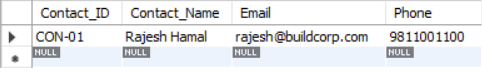 Contact_ID Contact_Name Email Phone
CON-01 Rajesh Hamal rajesh@buildcorp.com 9811001100
NULL NULL NULL NULL